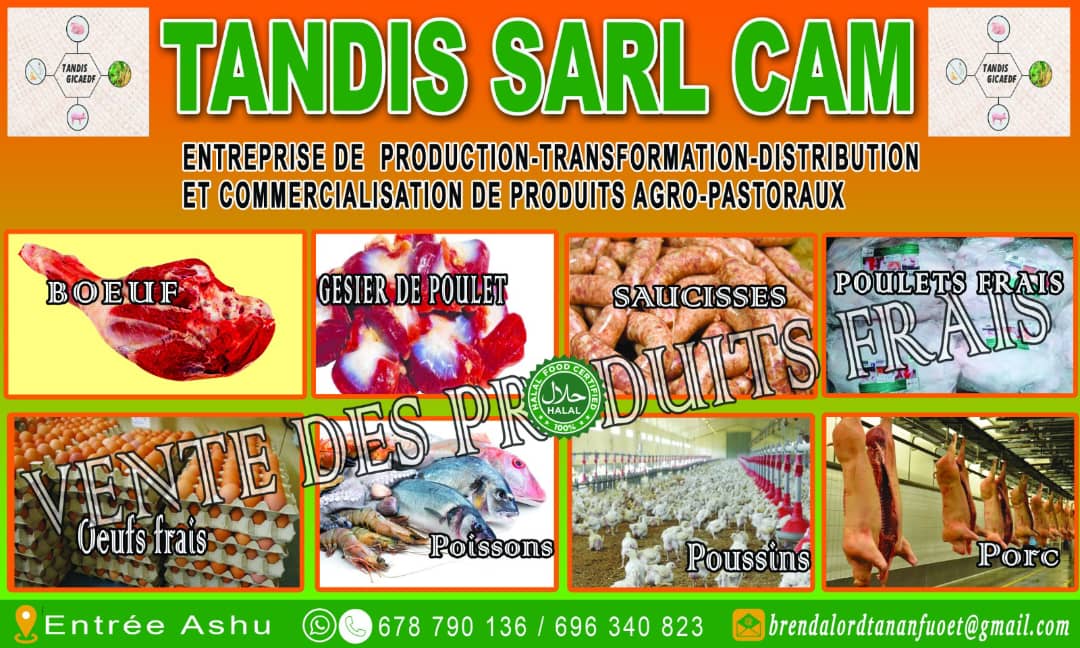 TANDIS
GICAEDF
TANDIS SARL CAM
TANDIS
GICAEDF
ENTREPRISE DE PRODUCTION-TRANSFORMATION-DISTRIBUTION
ET COMMERCIALISATION DE PRODUITS AGRO-PASTORAUX
BOEUF
GESIER DE POULET
SAUCISSES
POULETS FRAIS
VENTE DES PRODUITS FRAIS
HALAL FOOD CERTIFIED
حلال
HALAL
100%
Oeufs frais
Poissons
Poussins
Porc
Entrée Ashu
678 790 136 / 696 340 823
brendalordtananfuoet@gmail.com